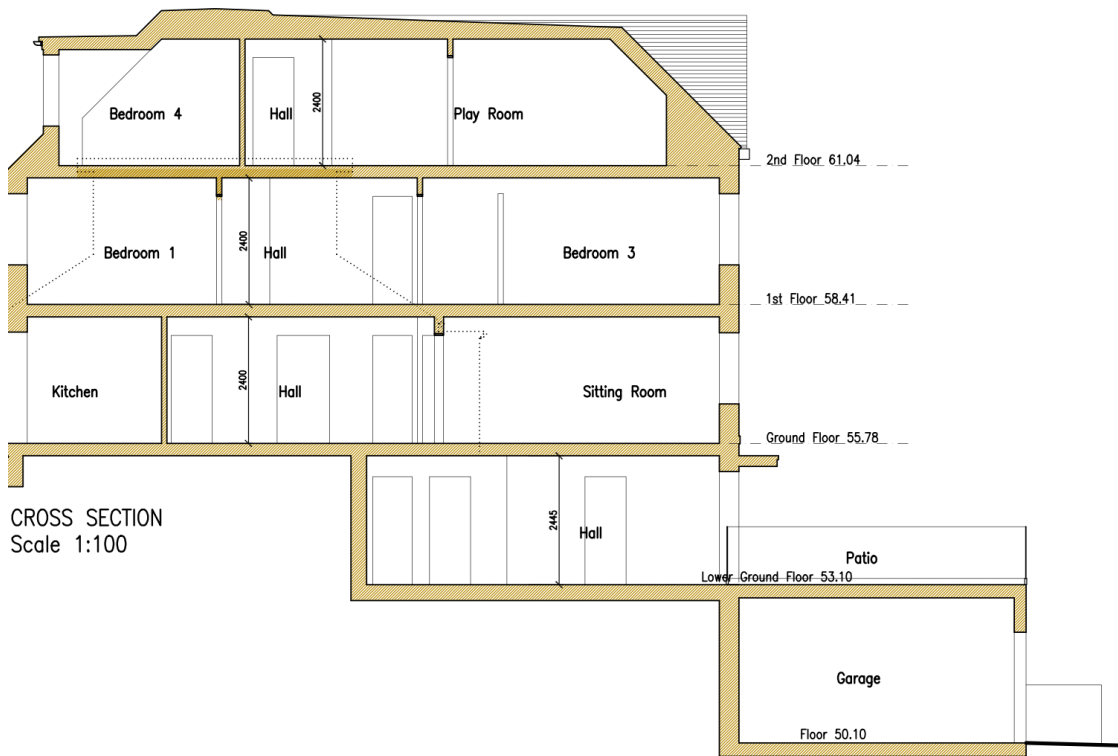 Bedroom 4
Hall
2400
Play Room
2nd Floor 61.04
Bedroom 1
2400
Hall
Bedroom 3
1st Floor 58.41
Kitchen
2400
Hall
Sitting Room
Ground Floor 55.78
CROSS SECTION
Scale 1:100
2445
Hall
Patio
Lower Ground Floor 53.10
Garage
Floor 50.10